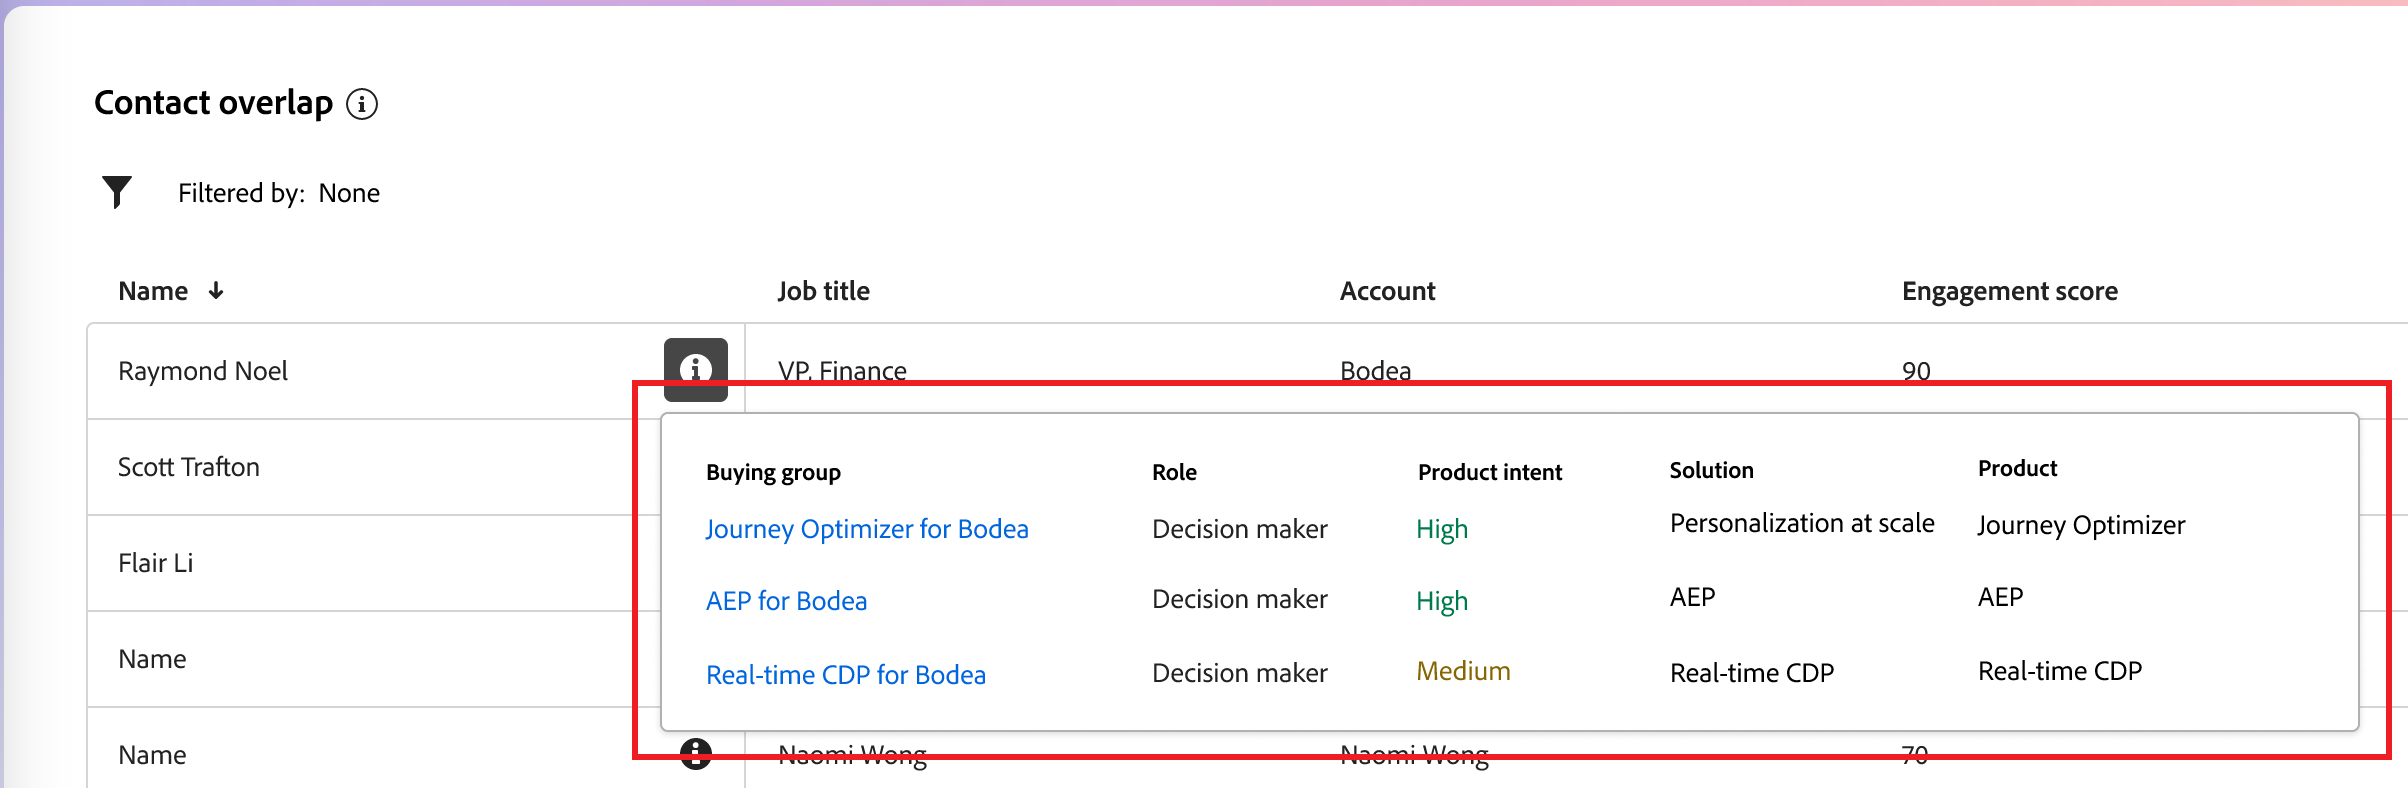 Contact overlap
Filtered by: None
Name Job title Account Engagement score
Raymond Noel VP, Finance Bodea 90
Scott Trafton
Flair Li
Name
Name Naomi Wong Naomi Wong 70
Buying group Role Product intent Solution Product
Journey Optimizer for Bodea Decision maker High Personalization at scale Journey Optimizer
AEP for Bodea Decision maker High AEP AEP
Real-time CDP for Bodea Decision maker Medium Real-time CDP Real-time CDP